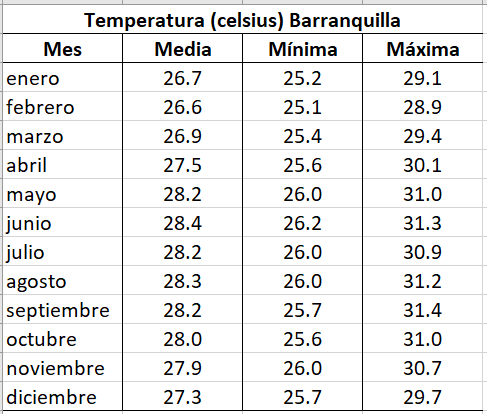 Temperatura (celsius) Barranquilla
Mes Media Mínima Máxima
enero 26.7 25.2 29.1
febrero 26.6 25.1 28.9
marzo 26.9 25.4 29.4
abril 27.5 25.6 30.1
mayo 28.2 26.0 31.0
junio 28.4 26.2 31.3
julio 28.2 26.0 30.9
agosto 28.3 26.0 31.2
septiembre 28.2 25.7 31.4
octubre 28.0 25.6 31.0
noviembre 27.9 26.0 30.7
diciembre 27.3 25.7 29.7